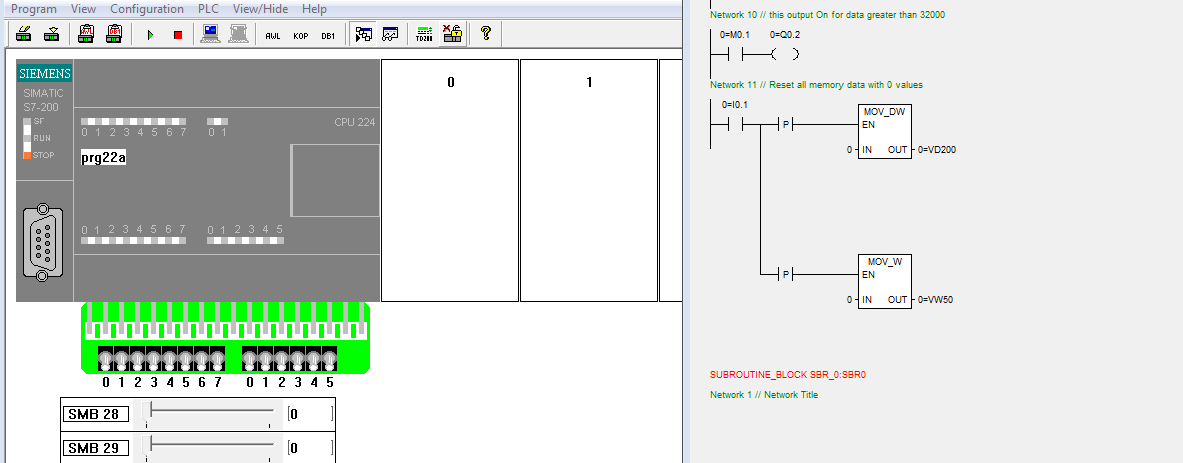 Program View Configuration PLC View/Hide Help
AWL DB1 AWL KOP DB1 TD200 ?
SIEMENS
SIMATIC
S7-200
SF
RUN
STOP
0 1 2 3 4 5 6 7 0 1 CPU 224
prg22a
0 1 2 3 4 5 6 7 0 1 2 3 4 5
0 1 2 3 4 5 6 7 0 1 2 3 4 5
SMB 28 [0 ]
SMB 29 [0 ]
0 1
Network 10 // this output On for data greater than 32000
0=M0.1 0=Q0.2
Network 11 // Reset all memory data with 0 values
0=I0.1
P
MOV_DW
EN
0 IN OUT 0=VD200
P
MOV_W
EN
0 IN OUT 0=VW50
SUBROUTINE_BLOCK SBR_0:SBR0
Network 1 // Network Title